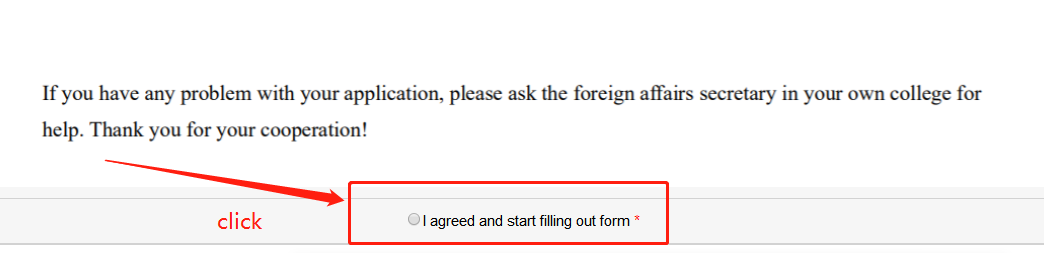 If you have any problem with your application, please ask the foreign affairs secretary in your own college for
help. Thank you for your cooperation!
click
I agreed and start filling out form *